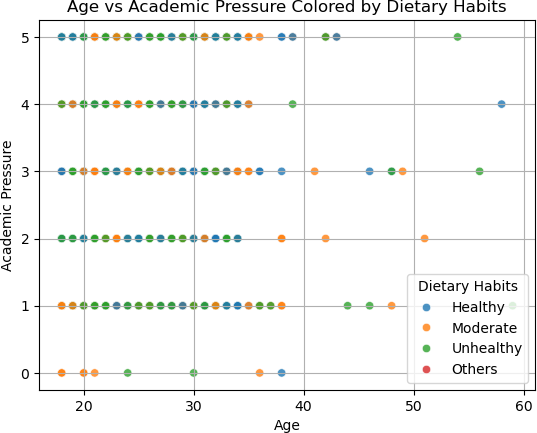 Age vs Academic Pressure Colored by Dietary Habits
Academic Pressure
5
4
3
2
1
0
20
30
40
50
60
Age
Dietary Habits
Healthy
Moderate
Unhealthy
Others